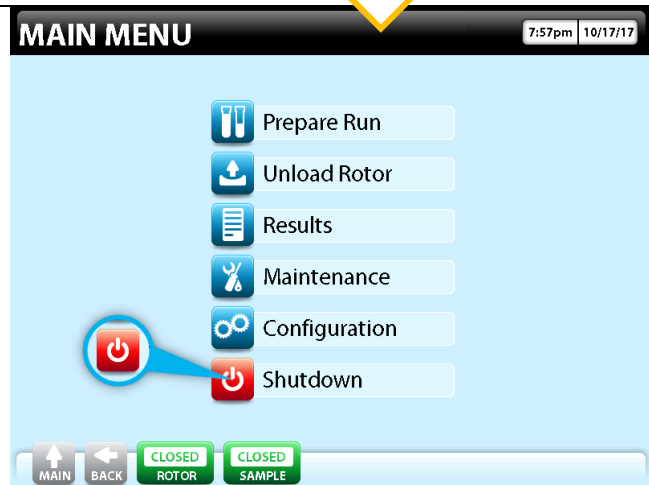 MAIN MENU
7:57pm 10/17/17
Prepare Run
Unload Rotor
Results
Maintenance
Configuration
Shutdown
MAIN BACK CLOSED ROTOR CLOSED SAMPLE